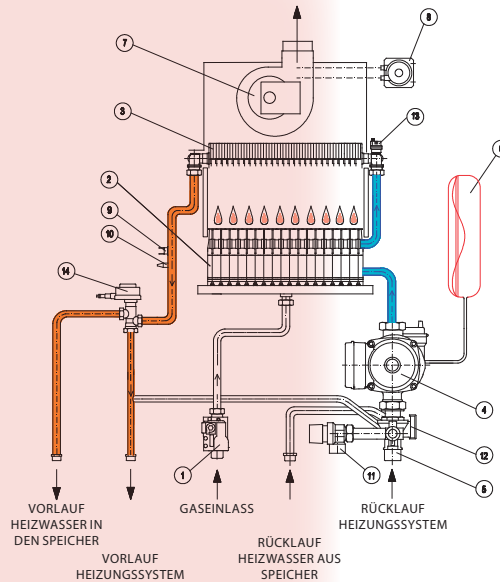 8
7
13
3
6
2
9
10
14
4
1
11
12
5
VORLAUF
HEIZWASSER IN
DEN SPEICHER
VORLAUF
HEIZUNGSSYSTEM
GASEINLASS
RÜCKLAUF
HEIZWASSER AUS
SPEICHER
RÜCKLAUF
HEIZUNGSSYSTEM